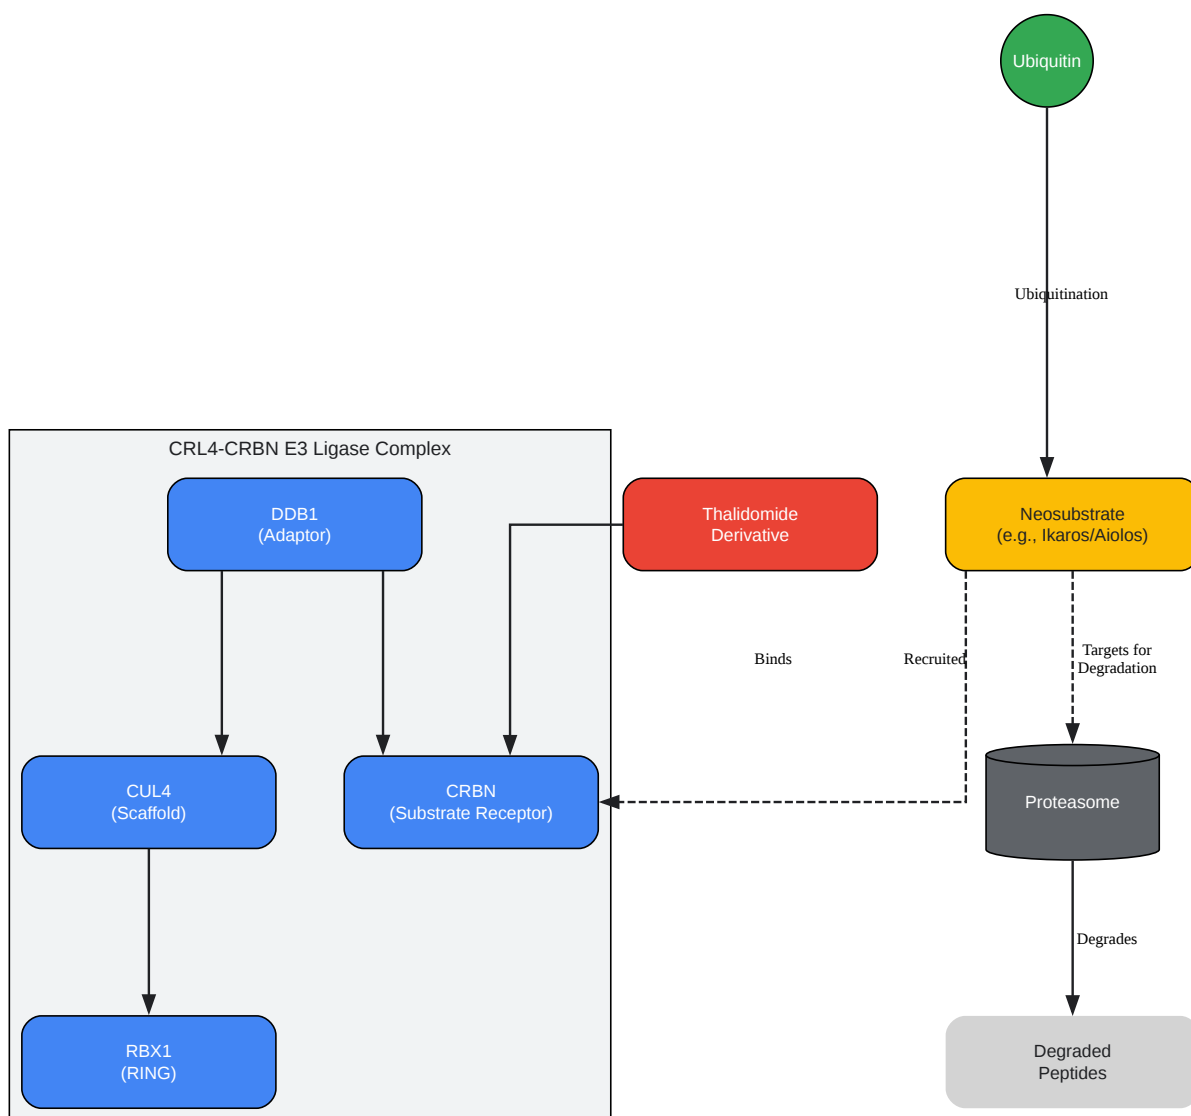 Ubiquitin
Ubiquitination
CRL4-CRBN E3 Ligase Complex
DDB1
(Adaptor)
Thalidomide
Derivative
Neosubstrate
(e.g., Ikaros/Aiolos)
Binds
Recruited
Targets for
Degradation
CUL4
(Scaffold)
CRBN
(Substrate Receptor)
Proteasome
Degrades
RBX1
(RING)
Degraded
Peptides